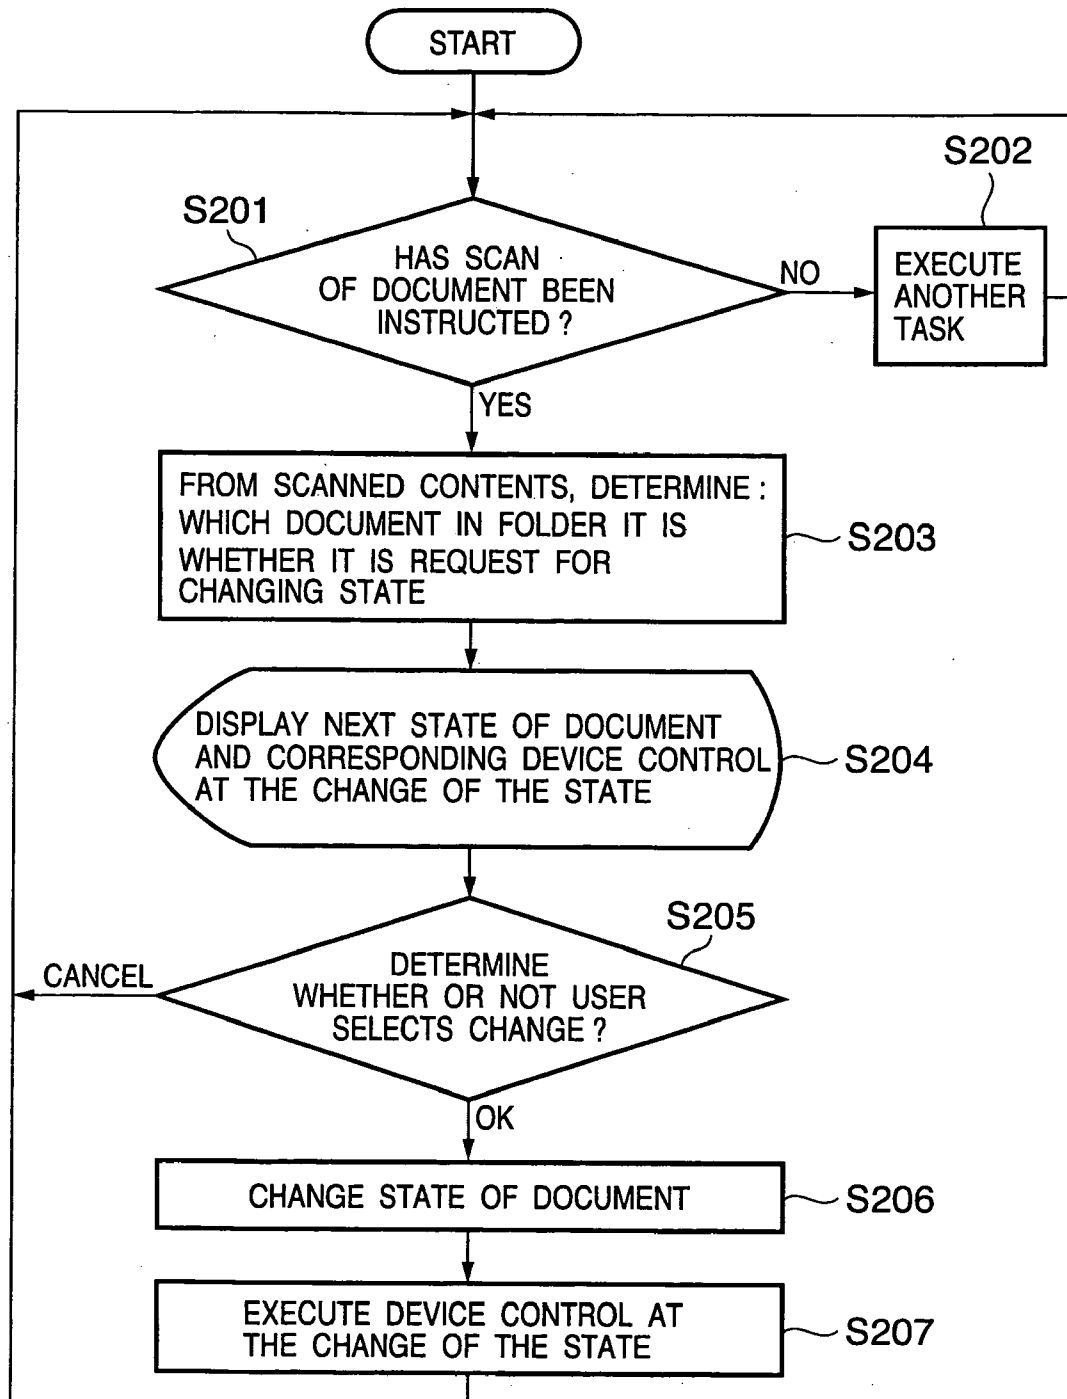 START
S202
S201
HAS SCAN
OF DOCUMENT BEEN
INSTRUCTED ?
NO
EXECUTE
ANOTHER
TASK
YES
FROM SCANNED CONTENTS, DETERMINE :
WHICH DOCUMENT IN FOLDER IT IS
WHETHER IT IS REQUEST FOR
CHANGING STATE
S203
DISPLAY NEXT STATE OF DOCUMENT
AND CORRESPONDING DEVICE CONTROL
AT THE CHANGE OF THE STATE
S204
S205
CANCEL
DETERMINE
WHETHER OR NOT USER
SELECTS CHANGE ?
OK
CHANGE STATE OF DOCUMENT
S206
EXECUTE DEVICE CONTROL AT
THE CHANGE OF THE STATE
S207